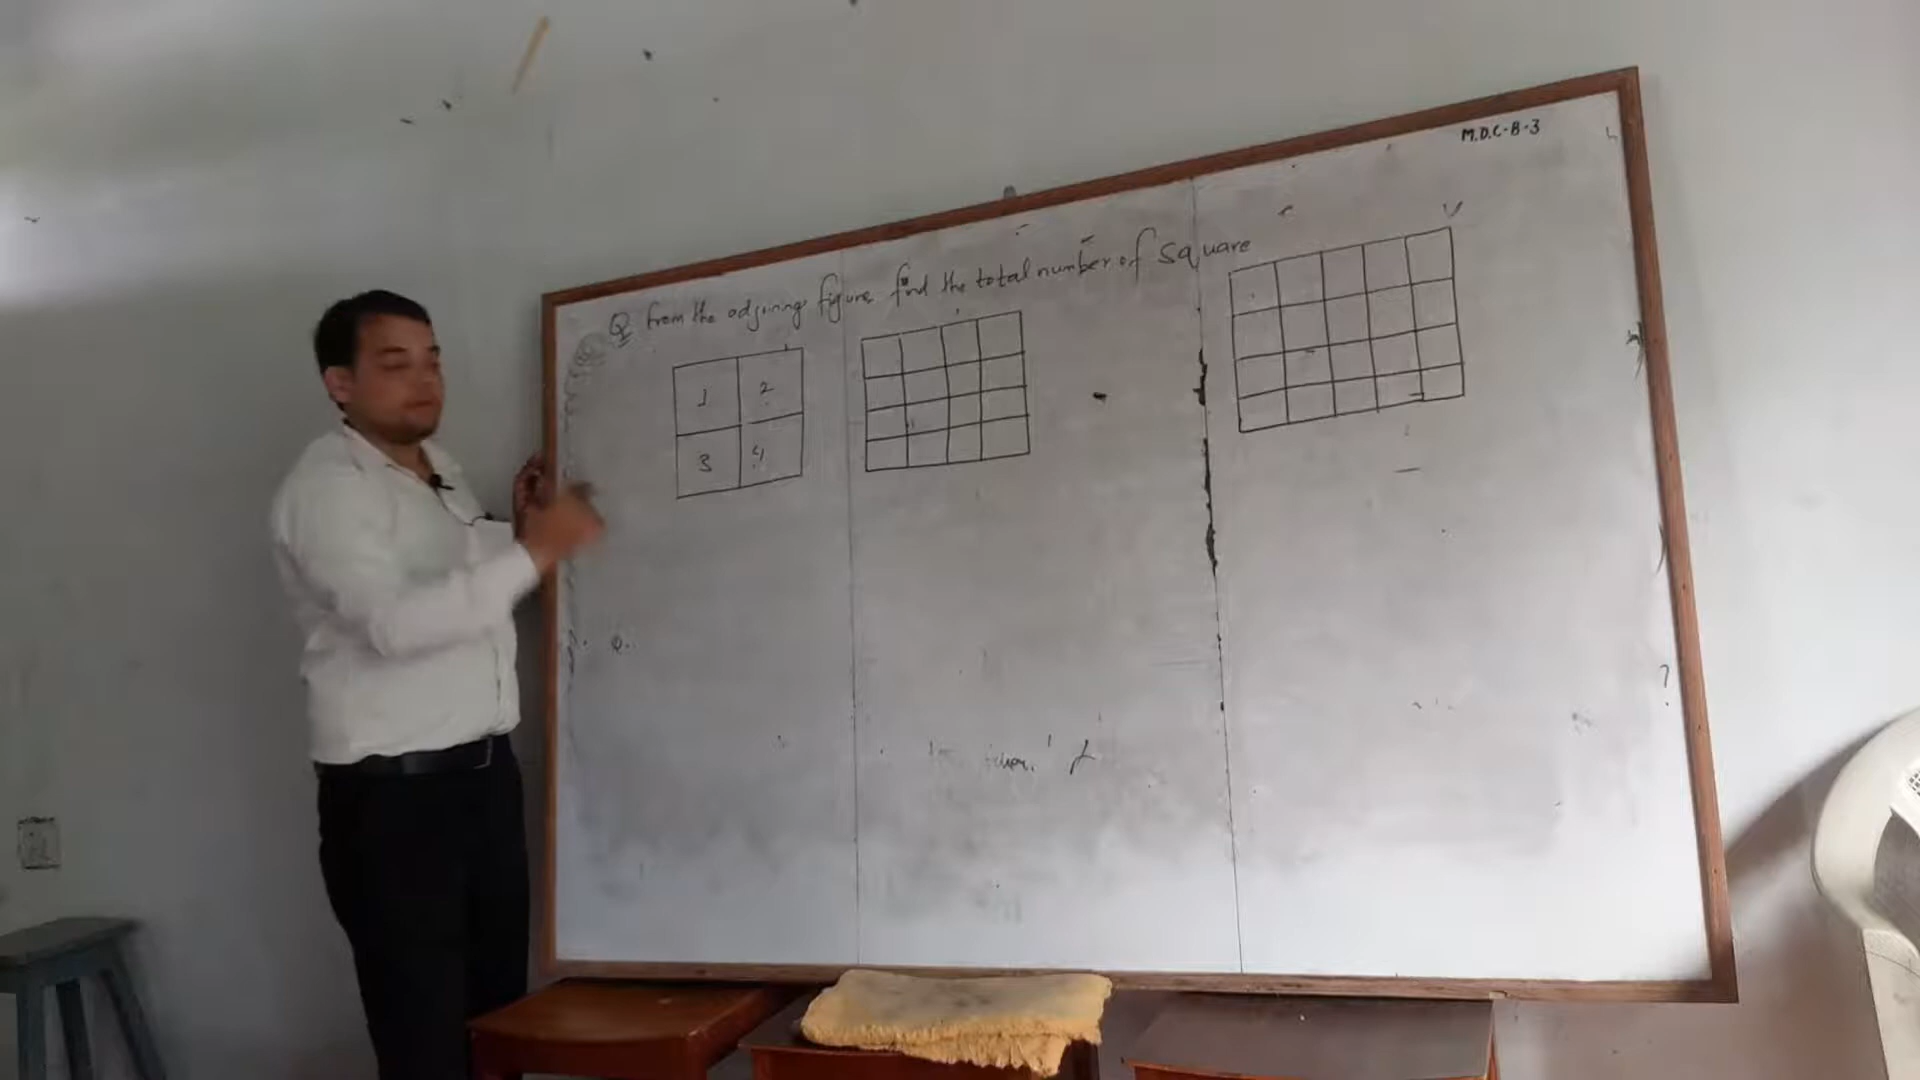 M.D.C-B-3
Q from the adjoining figure find the total number of square
1 2
3 4
Q.
?